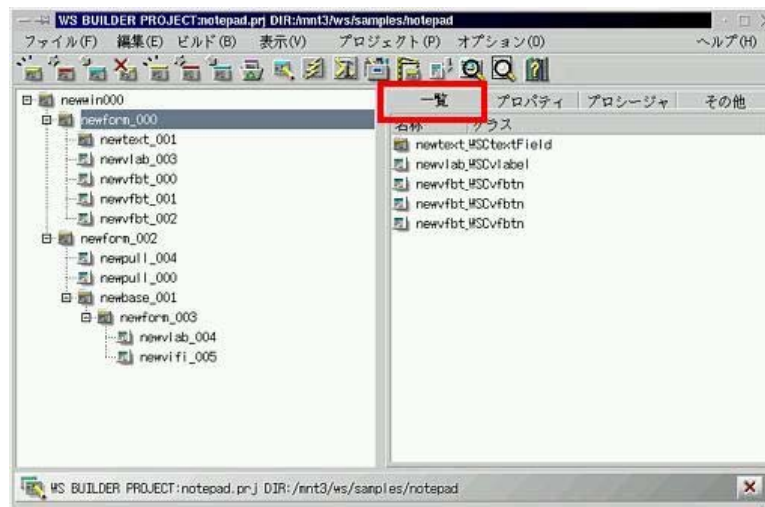 WS BUILDER PROJECT:notepad.prj DIR:/mnt3/ws/samples/notepad
ファイル(F) 編集(E) ビルド(B) 表示(V) プロジェクト(P) オプション(O) ヘルプ(H)
newwin000
newform_000
newtext_001
newvlab_003
newvfbt_000
newvfbt_001
newvfbt_002
newform_002
newpull_004
newpull_000
newbase_001
newform_003
newvlab_004
newvifi_005
一覧 プロパティ プロシージャ その他
名称 クラス
newtext_WSCtextField
newvlab_WSCvlabel
newvfbt_WSCvfbtn
newvfbt_WSCvfbtn
newvfbt_WSCvfbtn
WS BUILDER PROJECT:notepad.prj DIR:/mnt3/ws/samples/notepad